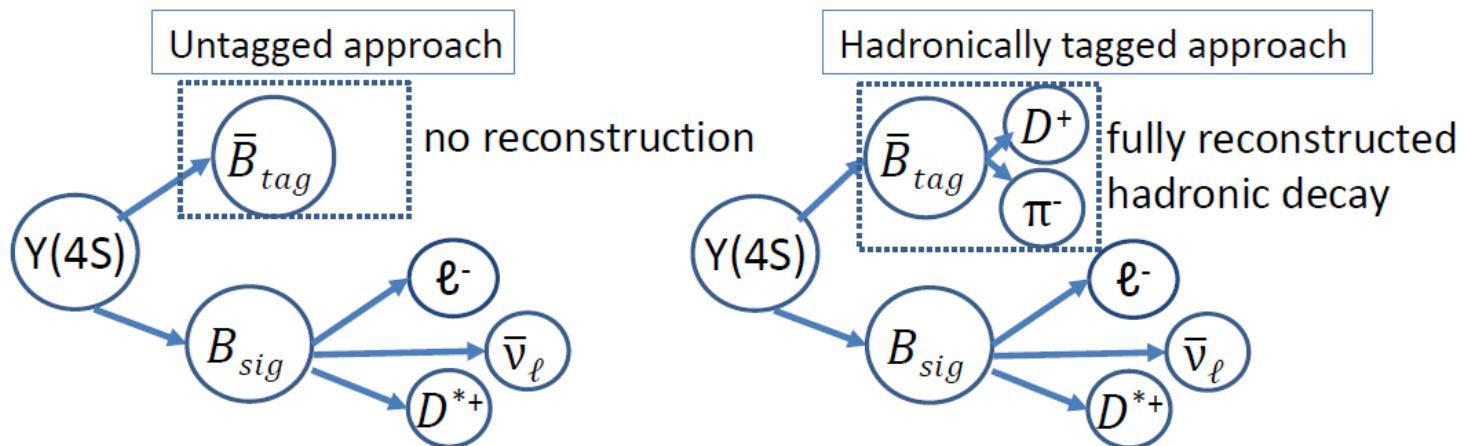 Untagged approach
B̄tag
no reconstruction
Y(4S)
ℓ-
Bsig
ν̄ℓ
D*+
Hadronically tagged approach
B̄tag
D+
π-
fully reconstructed
hadronic decay
Y(4S)
ℓ-
Bsig
ν̄ℓ
D*+